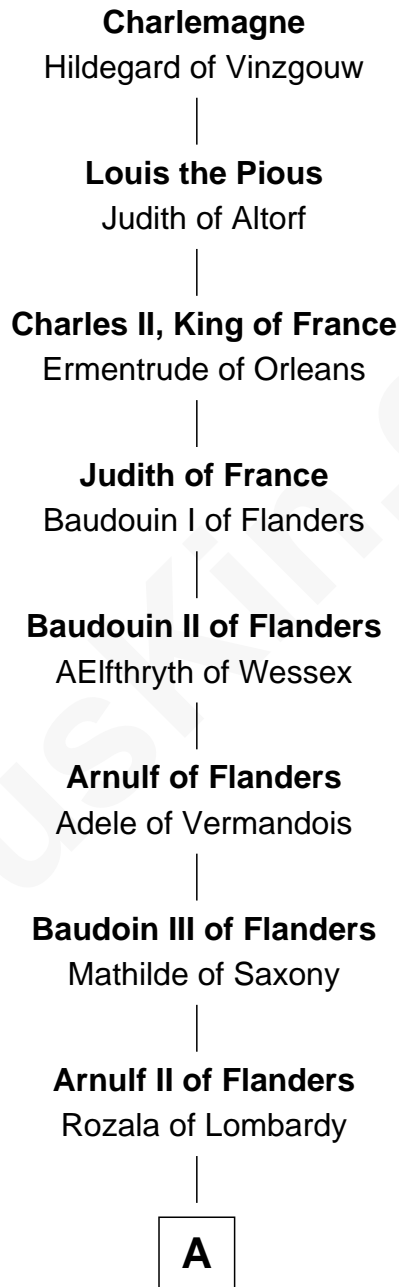 Charlemagne
Hildegard of Vinzgouw
Louis the Pious
Judith of Altorf
Charles II, King of France
Ermentrude of Orleans
Judith of France
Baudouin I of Flanders
Baudouin II of Flanders
AElfthryth of Wessex
Arnulf of Flanders
Adele of Vermandois
Baudoin III of Flanders
Mathilde of Saxony
Arnulf II of Flanders
Rozala of Lombardy
A